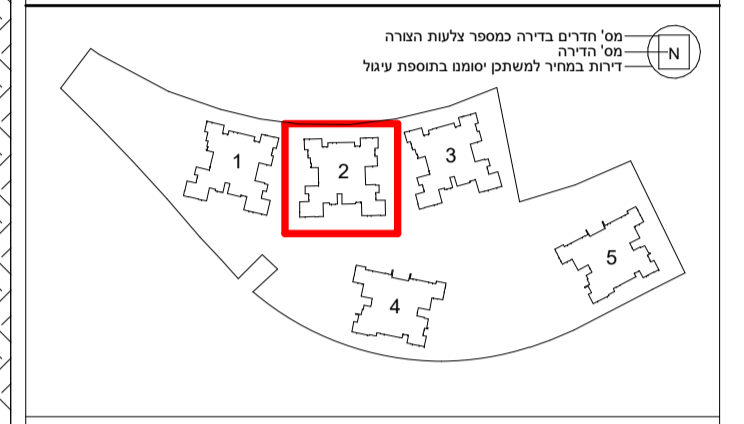 מס' חדרים בדירה כמספר צלעות הצורה
מס' הדירה
דירות במחיר למשתכן יסומנו בתוספת עיגול
N
1
2
3
4
5